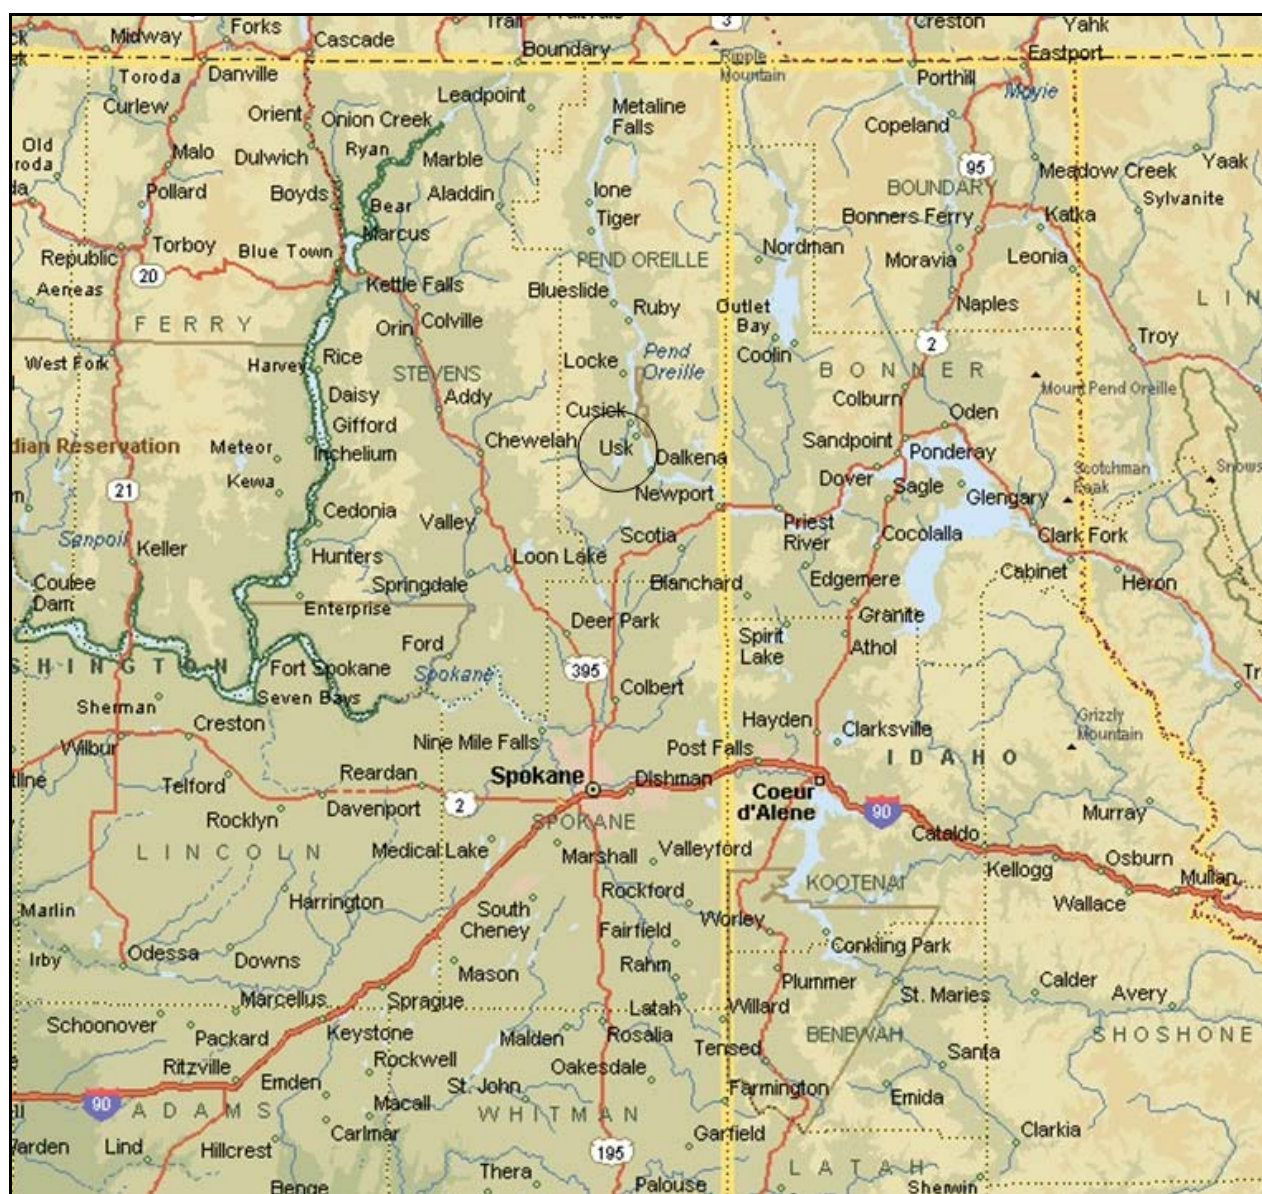 Trail
3
Creston
Yahk
Midway
Forks
Cascade
Boundary
Eastport
Ripple
Mountain
Porthill
Toroda
Danville
Moyie
Curlew
Orient
Leadpoint
Onion Creek
Metaline
Falls
Copeland
Old
roda
Malo
Dulwich
Ryan
Marble
95
Meadow Creek
Yaak
Pollard
Boyds
Aladdin
Ione
BOUNDARY
Sylvanite
Bear
Tiger
Bonners Ferry
Katka
Marcus
Republic
Torboy
Blue Town
PEND OREILLE
Nordman
Moravia
Leonia
20
Kettle Falls
Aeneas
Blueslide
Ruby
Outlet
Bay
Naples
LIN
FERRY
Orin
Colville
2
Troy
West Fork
Harvey
Rice
Locke
Pend
Oreille
Coolin
STEVENS
BONNER
Mount Pend Oreille
Daisy
Addy
Cusick
Colburn
Oden
dian Reservation
Gifford
Meteor
Inchelium
Chewelah
Usk
Dalkena
Sandpoint
Ponderay
Kewa
Dover
Sagle
Scotchman
Peak
Snows
21
Newport
Glengary
Cedonia
Valley
Priest
River
Cocolalla
Clark Fork
Sanpoil
Keller
Hunters
Loon Lake
Scotia
Cabinet
Heron
Coulee
Dam
Springdale
Blanchard
Edgemere
Enterprise
Deer Park
Granite
Ford
Spirit
Lake
Athol
SHINGTON
Fort Spokane
Spokane
395
Tr
Seven Bays
Colbert
Sherman
Creston
Hayden
Clarksville
Grizzly
Mountain
Wilbur
Nine Mile Falls
Post Falls
IDAHO
Telford
Reardan
Spokane
Dishman
Coeur
d'Alene
Davenport
2
90
Murray
Rocklyn
SPOKANE
Cataldo
LINCOLN
Medical Lake
Marshall
Valleyford
Osburn
Kellogg
KOOTENAI
Mullan
Harrington
Rockford
Wallace
Marlin
South
Cheney
Worley
Fairfield
Conkling Park
Irby
Odessa
Downs
Mason
Rahm
Plummer
St. Maries
Calder
Avery
Marcellus
Sprague
Latah
Willard
Schoonover
Packard
Keystone
Malden
Rosalia
BENEWAH
SHOSHONE
Ritzville
Rockwell
Oakesdale
Tensed
Santa
Emden
St. John
Farmington
Emida
90
ADAMS
Macall
WHITMAN
Carlmar
Garfield
Clarkia
Lind
Hillcrest
195
LATAH
Thera
Palouse
Sherwin
Benge